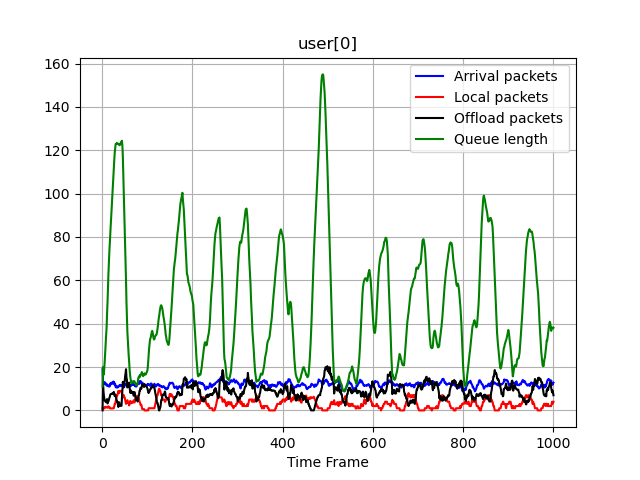 user[0]
160
140
120
100
80
60
40
20
0
Arrival packets
Local packets
Offload packets
Queue length
0 200 400 600 800 1000
Time Frame